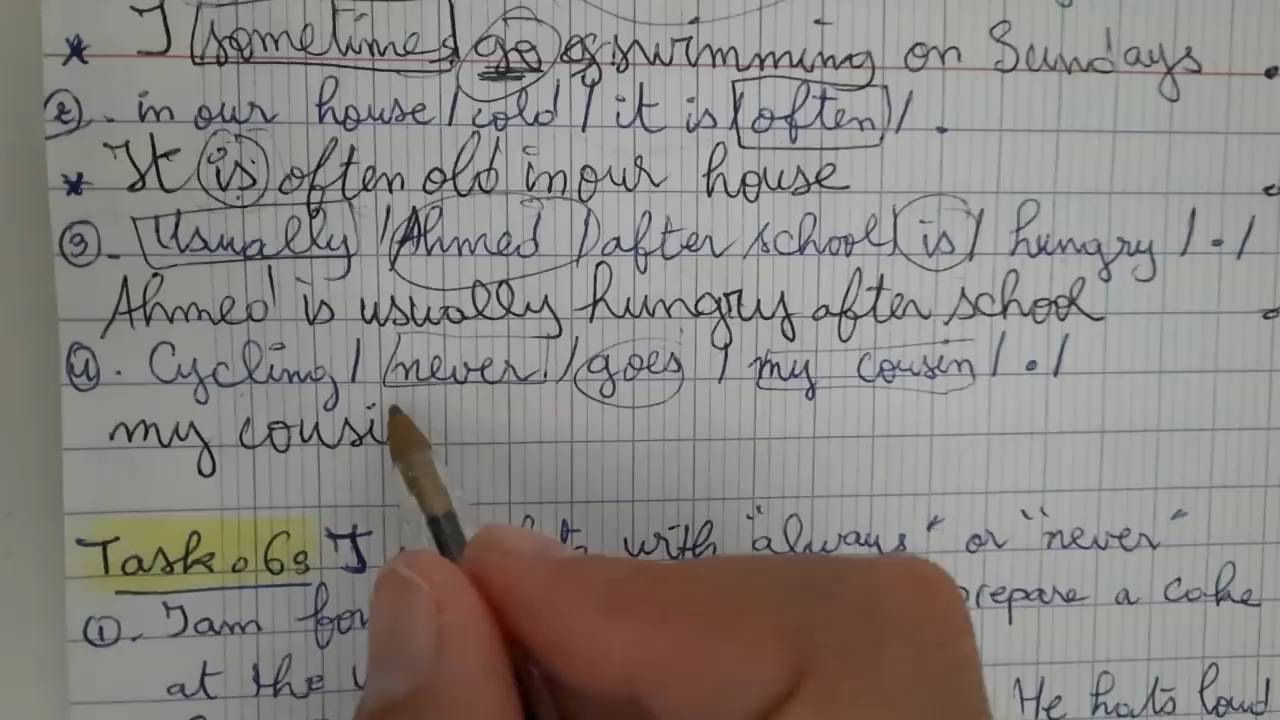 * I sometimes go swimming on Sundays .
②. in our house / cold / it is / often / .
* It is often old in our house
③. Usually / Ahmed / after school / is / hungry / . /
Ahmed is usually hungry after school
④. Cycling / never / goes / my cousin / . /
my cousi
Task 06: I with "always" or "never"
①. I am prepare a cake
at the He hats loud